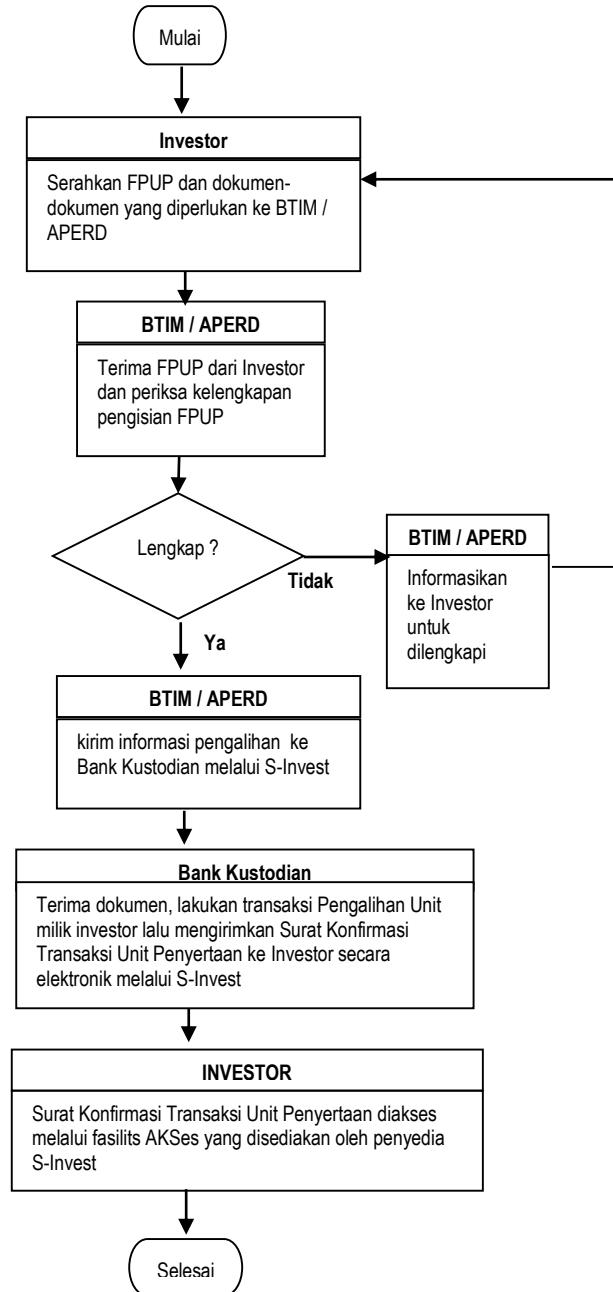 Mulai
Investor
Serahkan FPUP dan dokumen-
dokumen yang diperlukan ke BTIM /
APERD
BTIM / APERD
Terima FPUP dari Investor
dan periksa kelengkapan
pengisian FPUP
Lengkap ?
Tidak
BTIM / APERD
Informasikan
ke Investor
untuk
dilengkapi
Ya
BTIM / APERD
kirim informasi pengalihan ke
Bank Kustodian melalui S-Invest
Bank Kustodian
Terima dokumen, lakukan transaksi Pengalihan Unit
milik investor lalu mengirimkan Surat Konfirmasi
Transaksi Unit Penyertaan ke Investor secara
elektronik melalui S-Invest
INVESTOR
Surat Konfirmasi Transaksi Unit Penyertaan diakses
melalui fasilits AKSes yang disediakan oleh penyedia
S-Invest
Selesai